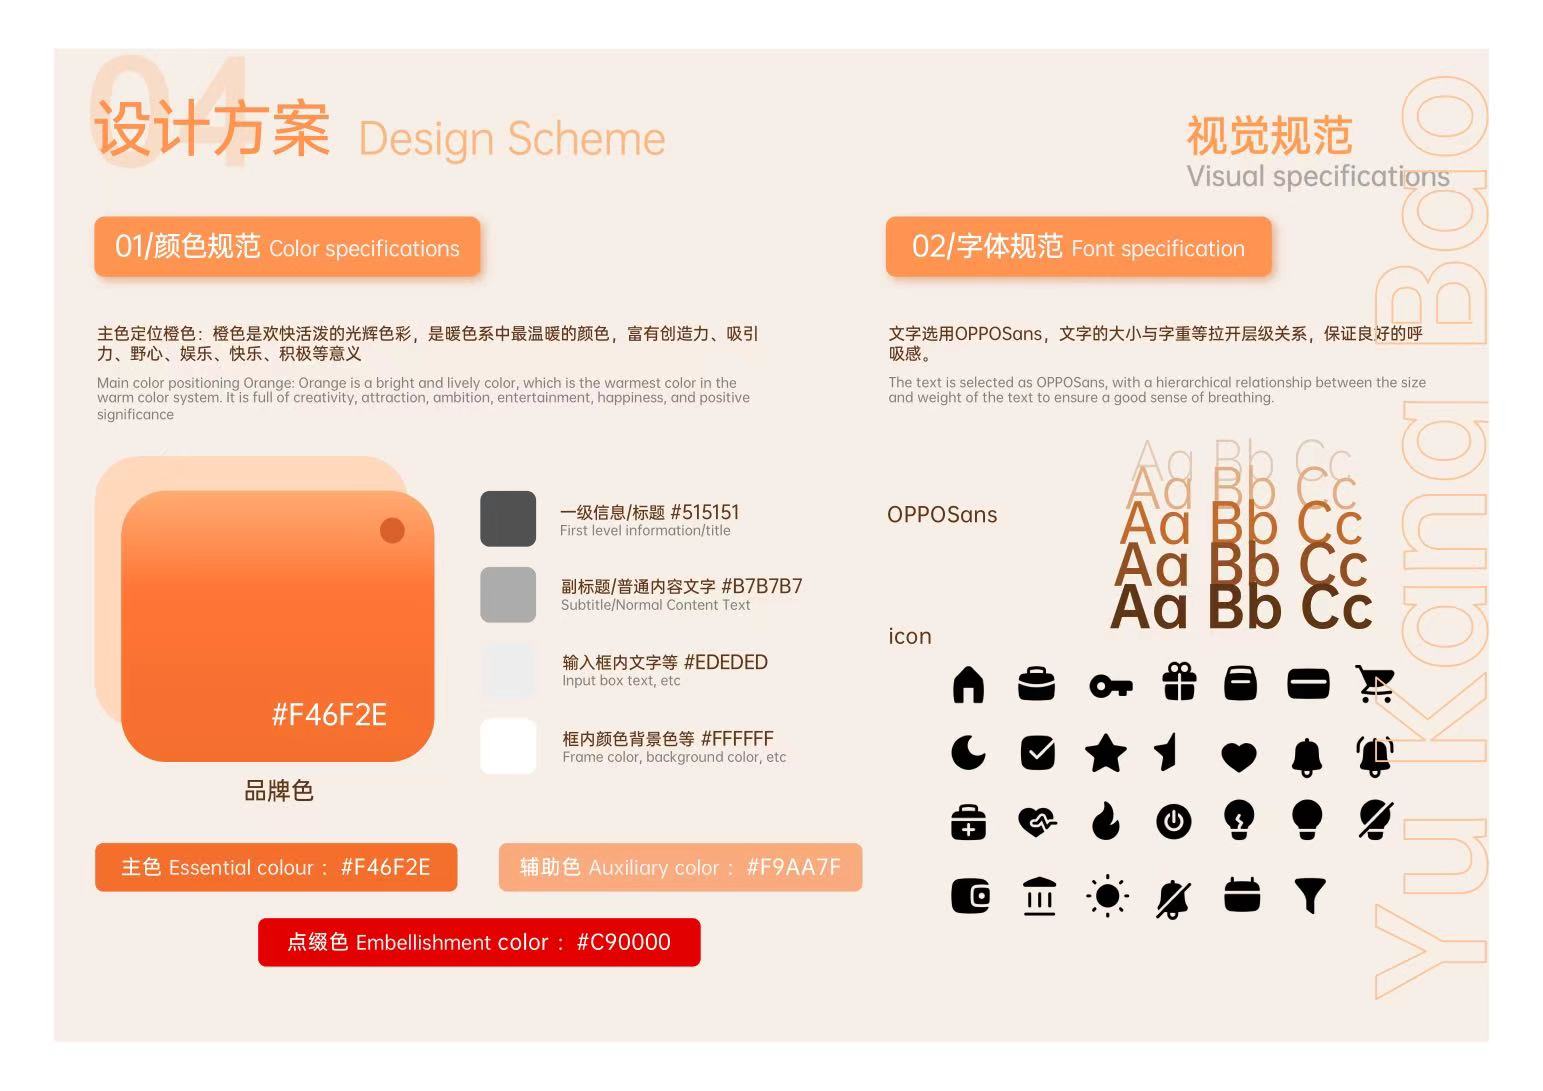 04
设计方案 Design Scheme
视觉规范
Visual specifications
01/颜色规范 Color specifications
主色定位橙色：橙色是欢快活泼的光辉色彩，是暖色系中最温暖的颜色，富有创造力、吸引
力、野心、娱乐、快乐、积极等意义
Main color positioning Orange: Orange is a bright and lively color, which is the warmest color in the
warm color system. It is full of creativity, attraction, ambition, entertainment, happiness, and positive
significance
#F46F2E
品牌色
一级信息/标题 #515151
First level information/title
副标题/普通内容文字 #B7B7B7
Subtitle/Normal Content Text
输入框内文字等 #EDEDED
Input box text, etc
框内颜色背景色等 #FFFFFF
Frame color, background color, etc
主色 Essential colour： #F46F2E
辅助色 Auxiliary color： #F9AA7F
点缀色 Embellishment color： #C90000
02/字体规范 Font specification
文字选用OPPOSans，文字的大小与字重等拉开层级关系，保证良好的呼
吸感。
The text is selected as OPPOSans, with a hierarchical relationship between the size
and weight of the text to ensure a good sense of breathing.
OPPOSans
Aa Bb Cc
Aa Bb Cc
Aa Bb Cc
Aa Bb Cc
Aa Bb Cc
icon
Yu Kang Bao